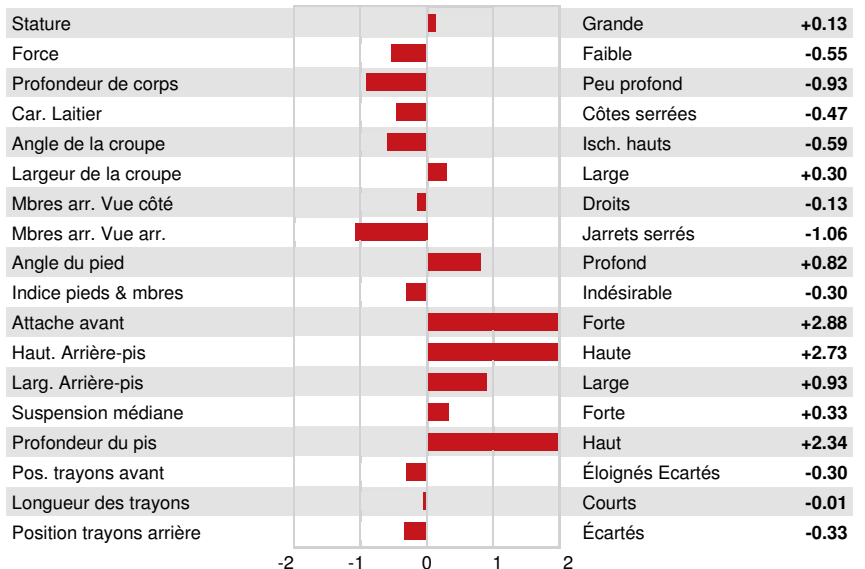 Stature Grande +0.13
Force Faible -0.55
Profondeur de corps Peu profond -0.93
Car. Laitier Côtes serrées -0.47
Angle de la croupe Isch. hauts -0.59
Largeur de la croupe Large +0.30
Mbres arr. Vue côté Droits -0.13
Mbres arr. Vue arr. Jarrets serrés -1.06
Angle du pied Profond +0.82
Indice pieds & mbres Indésirable -0.30
Attache avant Forte +2.88
Haut. Arrière-pis Haute +2.73
Larg. Arrière-pis Large +0.93
Suspension médiane Forte +0.33
Profondeur du pis Haut +2.34
Pos. trayons avant Éloignés Ecartés -0.30
Longueur des trayons Courts -0.01
Position trayons arrière Écartés -0.33
-2 -1 0 1 2